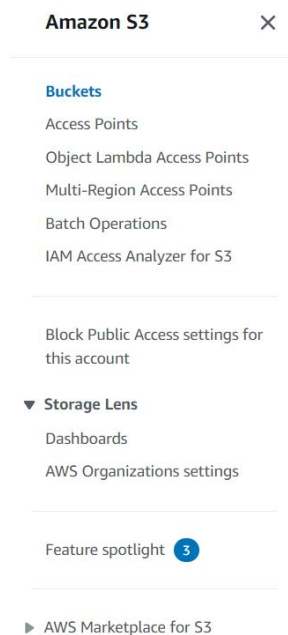 Amazon S3
Buckets
Access Points
Object Lambda Access Points
Multi-Region Access Points
Batch Operations
IAM Access Analyzer for S3
Block Public Access settings for
this account
Storage Lens
Dashboards
AWS Organizations settings
Feature spotlight 3
AWS Marketplace for S3